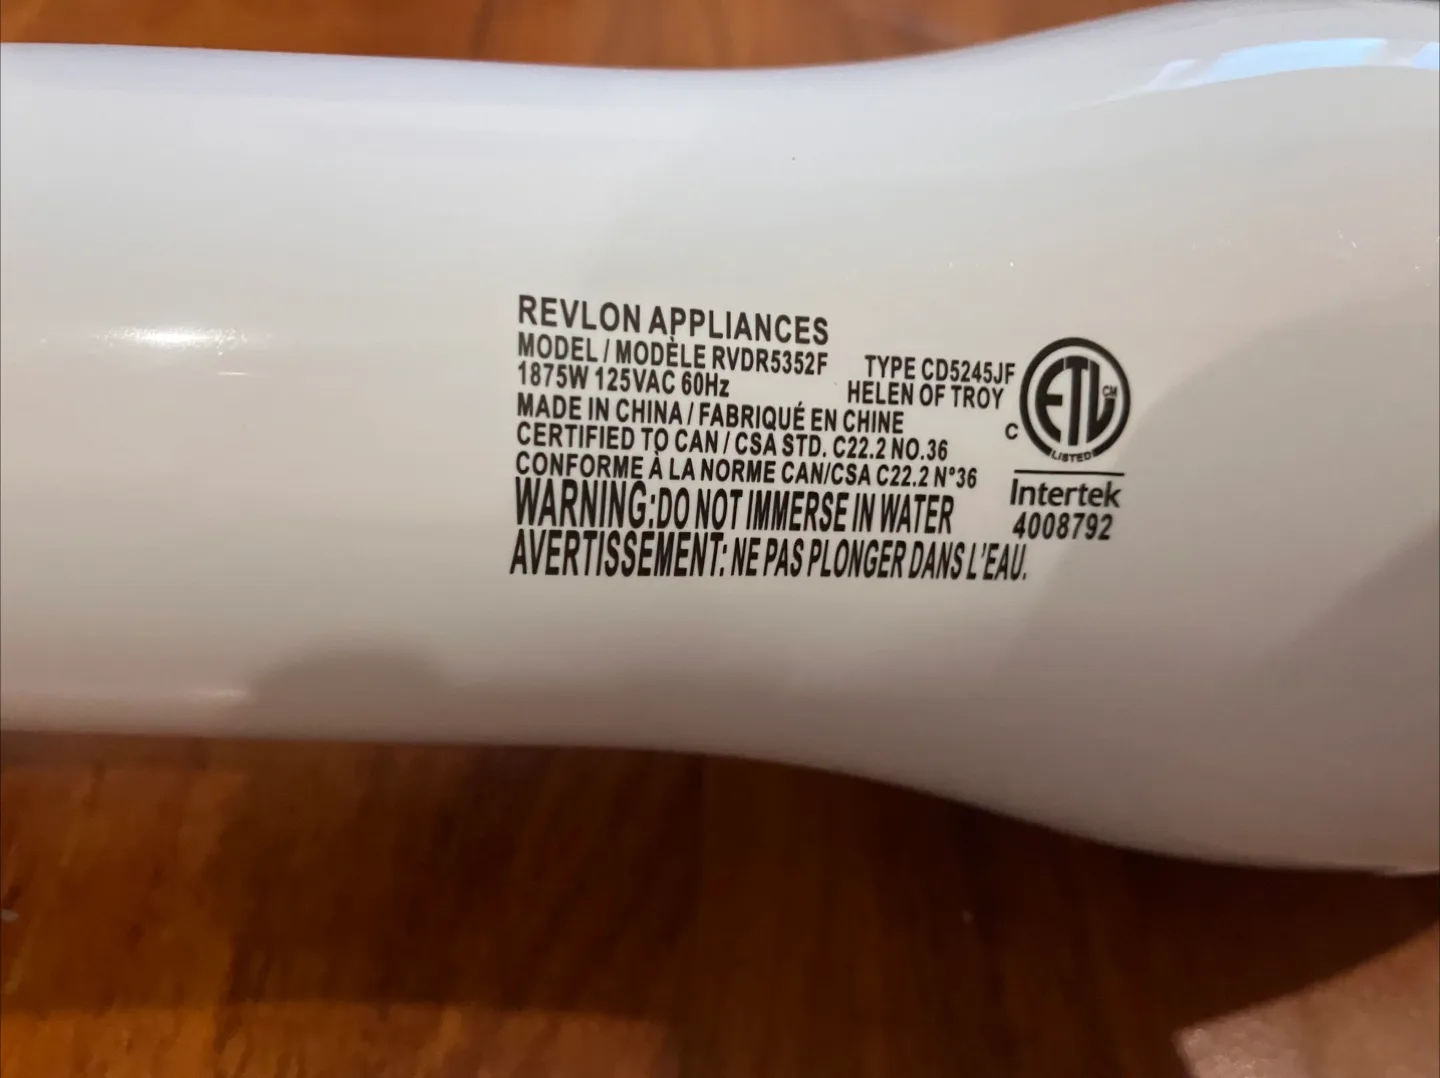 REVLON APPLIANCES
MODEL / MODÈLE RVDR5352F TYPE CD5245JF
1875W 125VAC 60Hz HELEN OF TROY
MADE IN CHINA / FABRIQUÉ EN CHINE
CERTIFIED TO CAN / CSA STD. C22.2 NO.36
CONFORME À LA NORME CAN/CSA C22.2 N°36
WARNING: DO NOT IMMERSE IN WATER
AVERTISSEMENT: NE PAS PLONGER DANS L'EAU.
C ETL CM
LISTED
Intertek
4008792